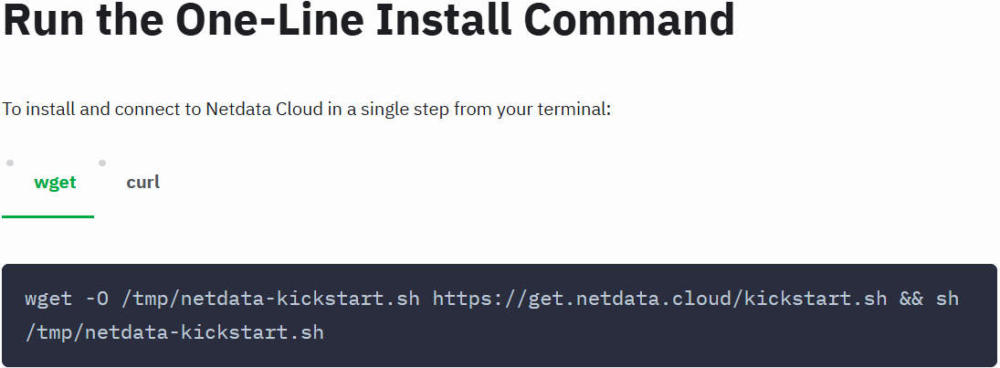 Run the One-Line Install Command
To install and connect to Netdata Cloud in a single step from your terminal:
wget curl
wget -O /tmp/netdata-kickstart.sh https://get.netdata.cloud/kickstart.sh && sh
/tmp/netdata-kickstart.sh